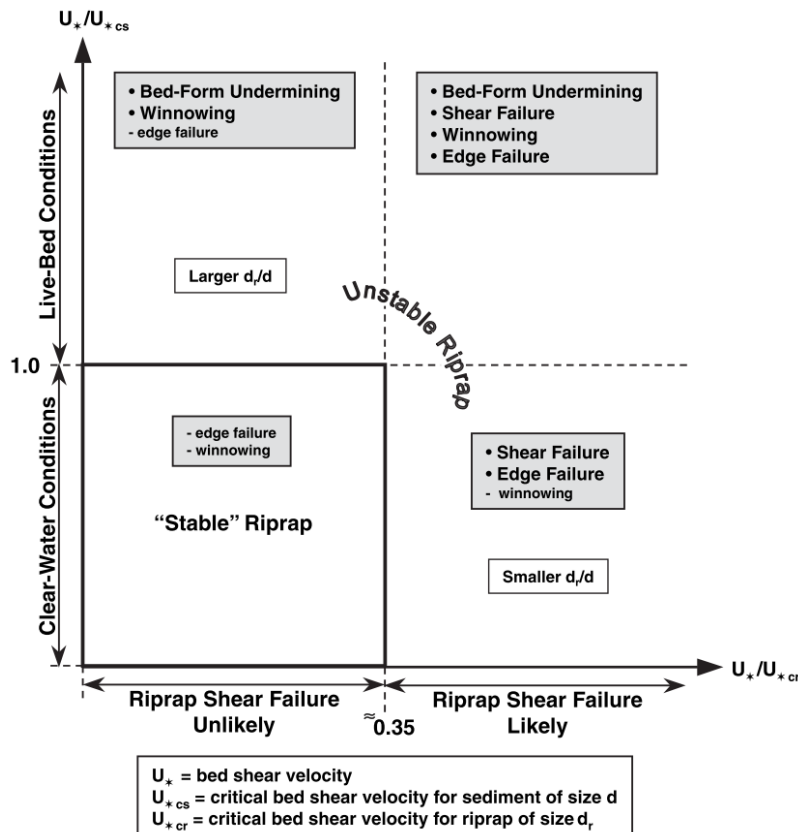 U*/U*cs
• Bed-Form Undermining
• Winnowing
- edge failure
• Bed-Form Undermining
• Shear Failure
• Winnowing
• Edge Failure
Live-Bed Conditions
Larger dr/d
Unstable Riprap
1.0
- edge failure
- winnowing
• Shear Failure
• Edge Failure
- winnowing
Clear-Water Conditions
“Stable” Riprap
Smaller dr/d
U*/U*cr
Riprap Shear Failure
Unlikely
≈0.35
Riprap Shear Failure
Likely
U* = bed shear velocity
U*cs = critical bed shear velocity for sediment of size d
U*cr = critical bed shear velocity for riprap of size dr